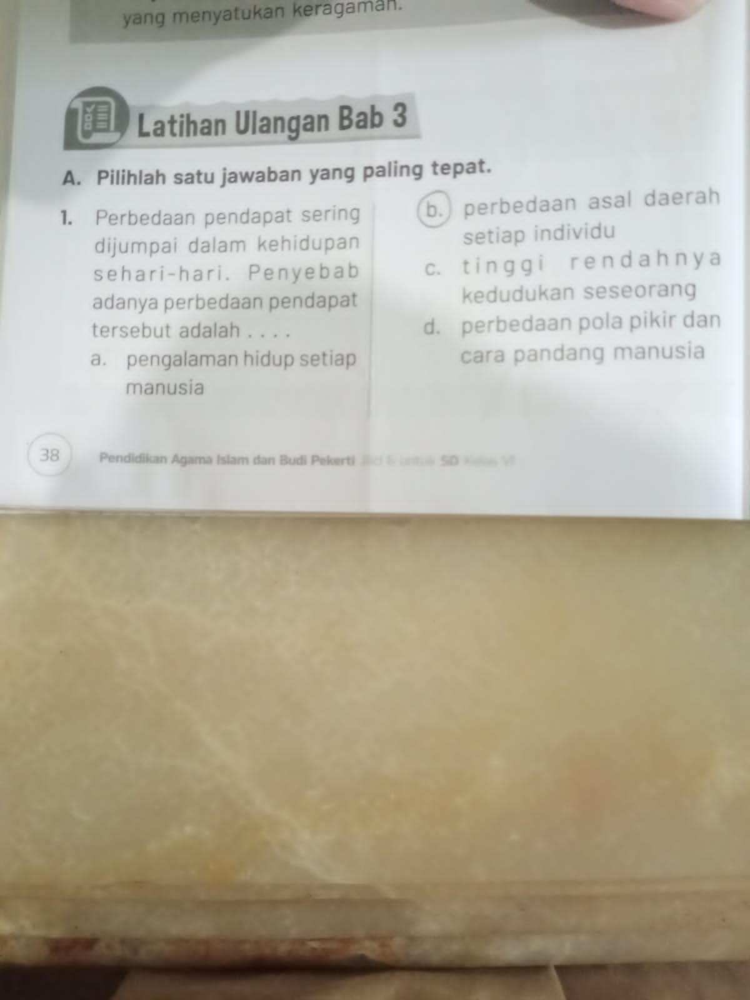 yang menyatukan keragaman.
Latihan Ulangan Bab 3
A. Pilihlah satu jawaban yang paling tepat.
1. Perbedaan pendapat sering
dijumpai dalam kehidupan
sehari-hari. Penyebab
adanya perbedaan pendapat
tersebut adalah . . . .
a. pengalaman hidup setiap
manusia
b. perbedaan asal daerah
setiap individu
c. tinggi rendahnya
kedudukan seseorang
d. perbedaan pola pikir dan
cara pandang manusia
38 Pendidikan Agama Islam dan Budi Pekerti Jilid 6 untuk SD Kelas VI